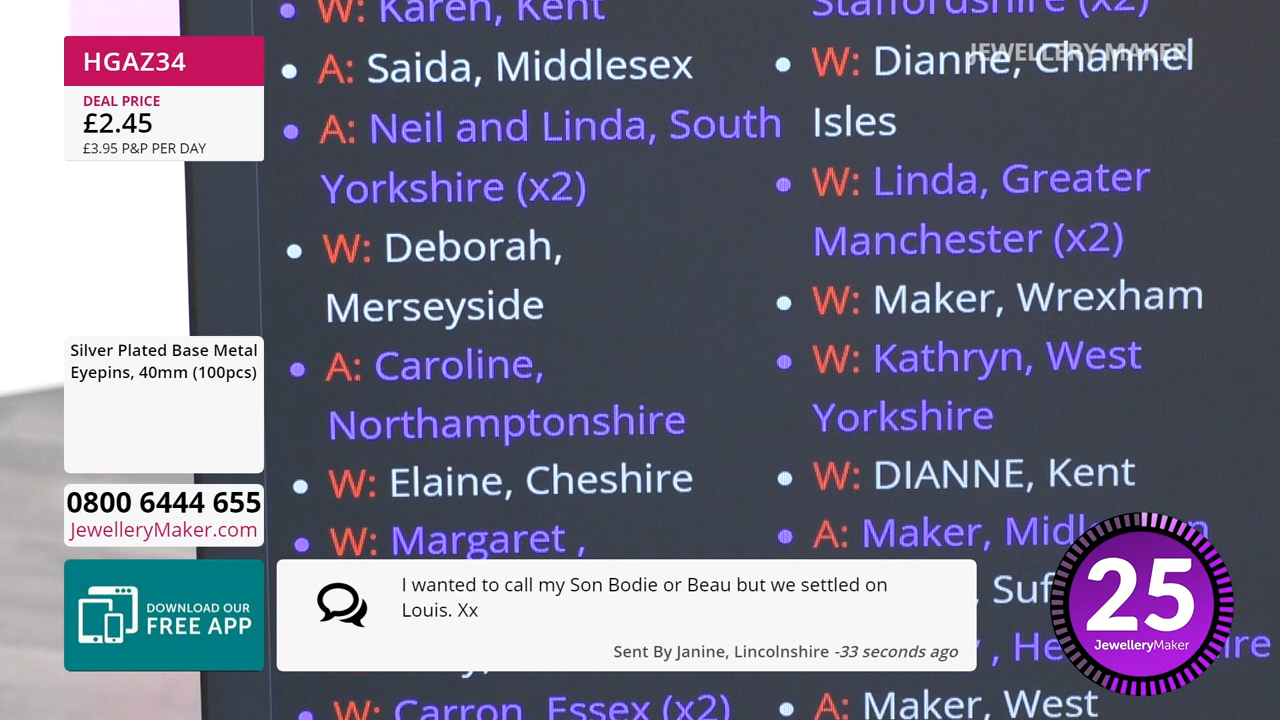 W: Karen, Kent
A: Saida, Middlesex
A: Neil and Linda, South
Yorkshire (x2)
W: Deborah,
Merseyside
A: Caroline,
Northamptonshire
W: Elaine, Cheshire
W: Margaret ,
W: Carron, Essex (x2)
Staffordshire (x2)
JEWELLERY MAKER
W: Dianne, Channel
Isles
W: Linda, Greater
Manchester (x2)
W: Maker, Wrexham
W: Kathryn, West
Yorkshire
W: DIANNE, Kent
A: Maker,
A: Maker, West
HGAZ34
DEAL PRICE
£2.45
£3.95 P&P PER DAY
Silver Plated Base Metal
Eyepins, 40mm (100pcs)
0800 6444 655
JewelleryMaker.com
DOWNLOAD OUR
FREE APP
I wanted to call my Son Bodie or Beau but we settled on
Louis. Xx
Sent By Janine, Lincolnshire -33 seconds ago
25
JewelleryMaker